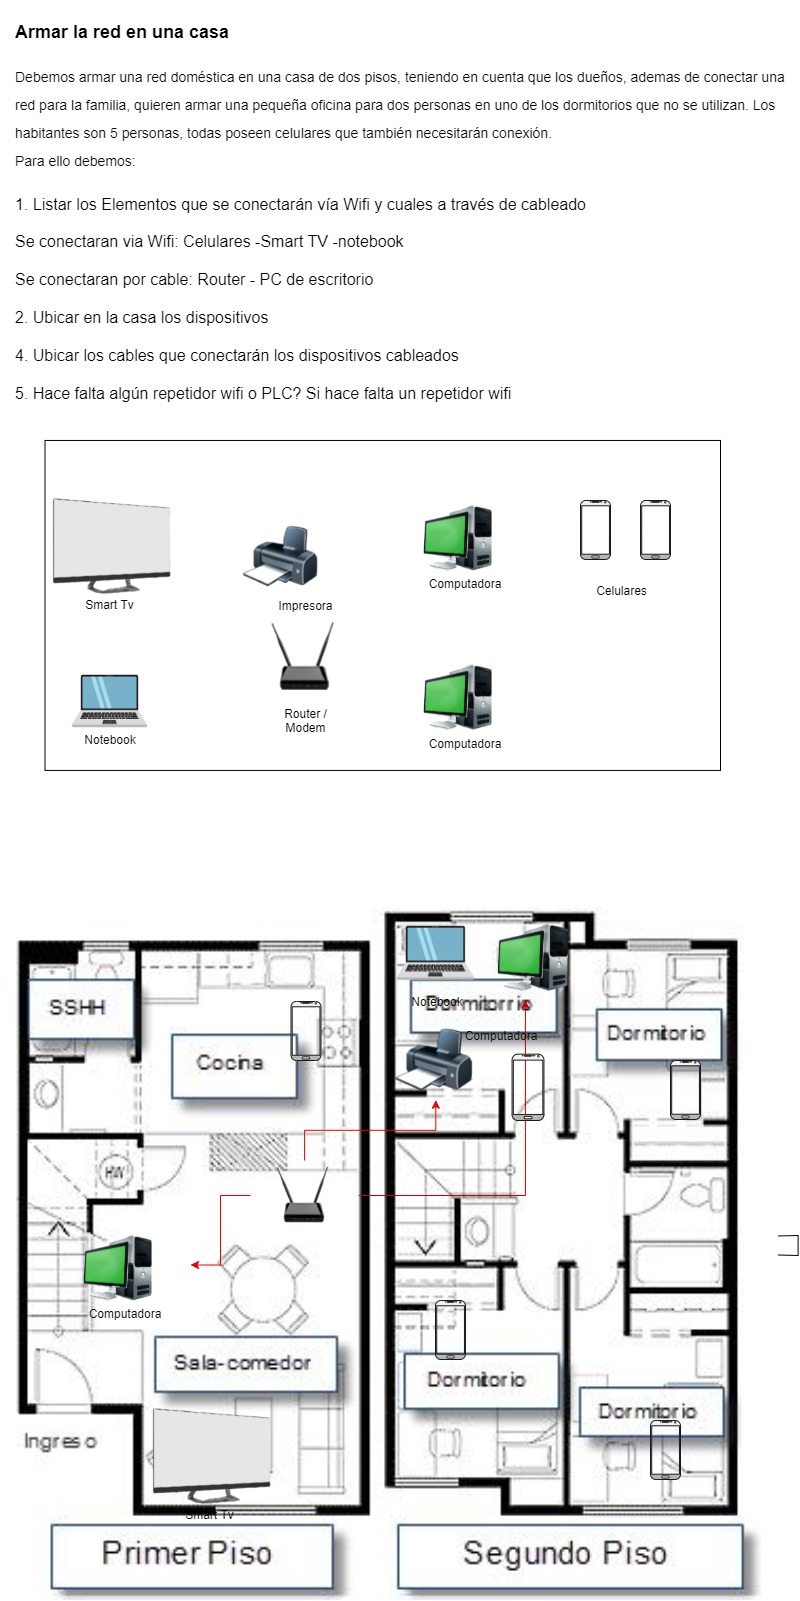 Armar la red en una casa
Debemos armar una red doméstica en una casa de dos pisos, teniendo en cuenta que los dueños, ademas de conectar una
red para la familia, quieren armar una pequeña oficina para dos personas en uno de los dormitorios que no se utilizan. Los
habitantes son 5 personas, todas poseen celulares que también necesitarán conexión.
Para ello debemos:
1. Listar los Elementos que se conectarán vía Wifi y cuales a través de cableado
Se conectaran via Wifi: Celulares -Smart TV -notebook
Se conectaran por cable: Router - PC de escritorio
2. Ubicar en la casa los dispositivos
4. Ubicar los cables que conectarán los dispositivos cableados
5. Hace falta algún repetidor wifi o PLC? Si hace falta un repetidor wifi
Smart Tv
Impresora
Computadora
Celulares
Notebook
Router /
Modem
Computadora
SSHH
Cocina
HW
Computadora
Sala-comedor
Ingreso
Smart Tv
Primer Piso
Notebook
Dormitorrio
Computadora
Dormitorio
Dormitorio
Dormitorio
Segundo Piso